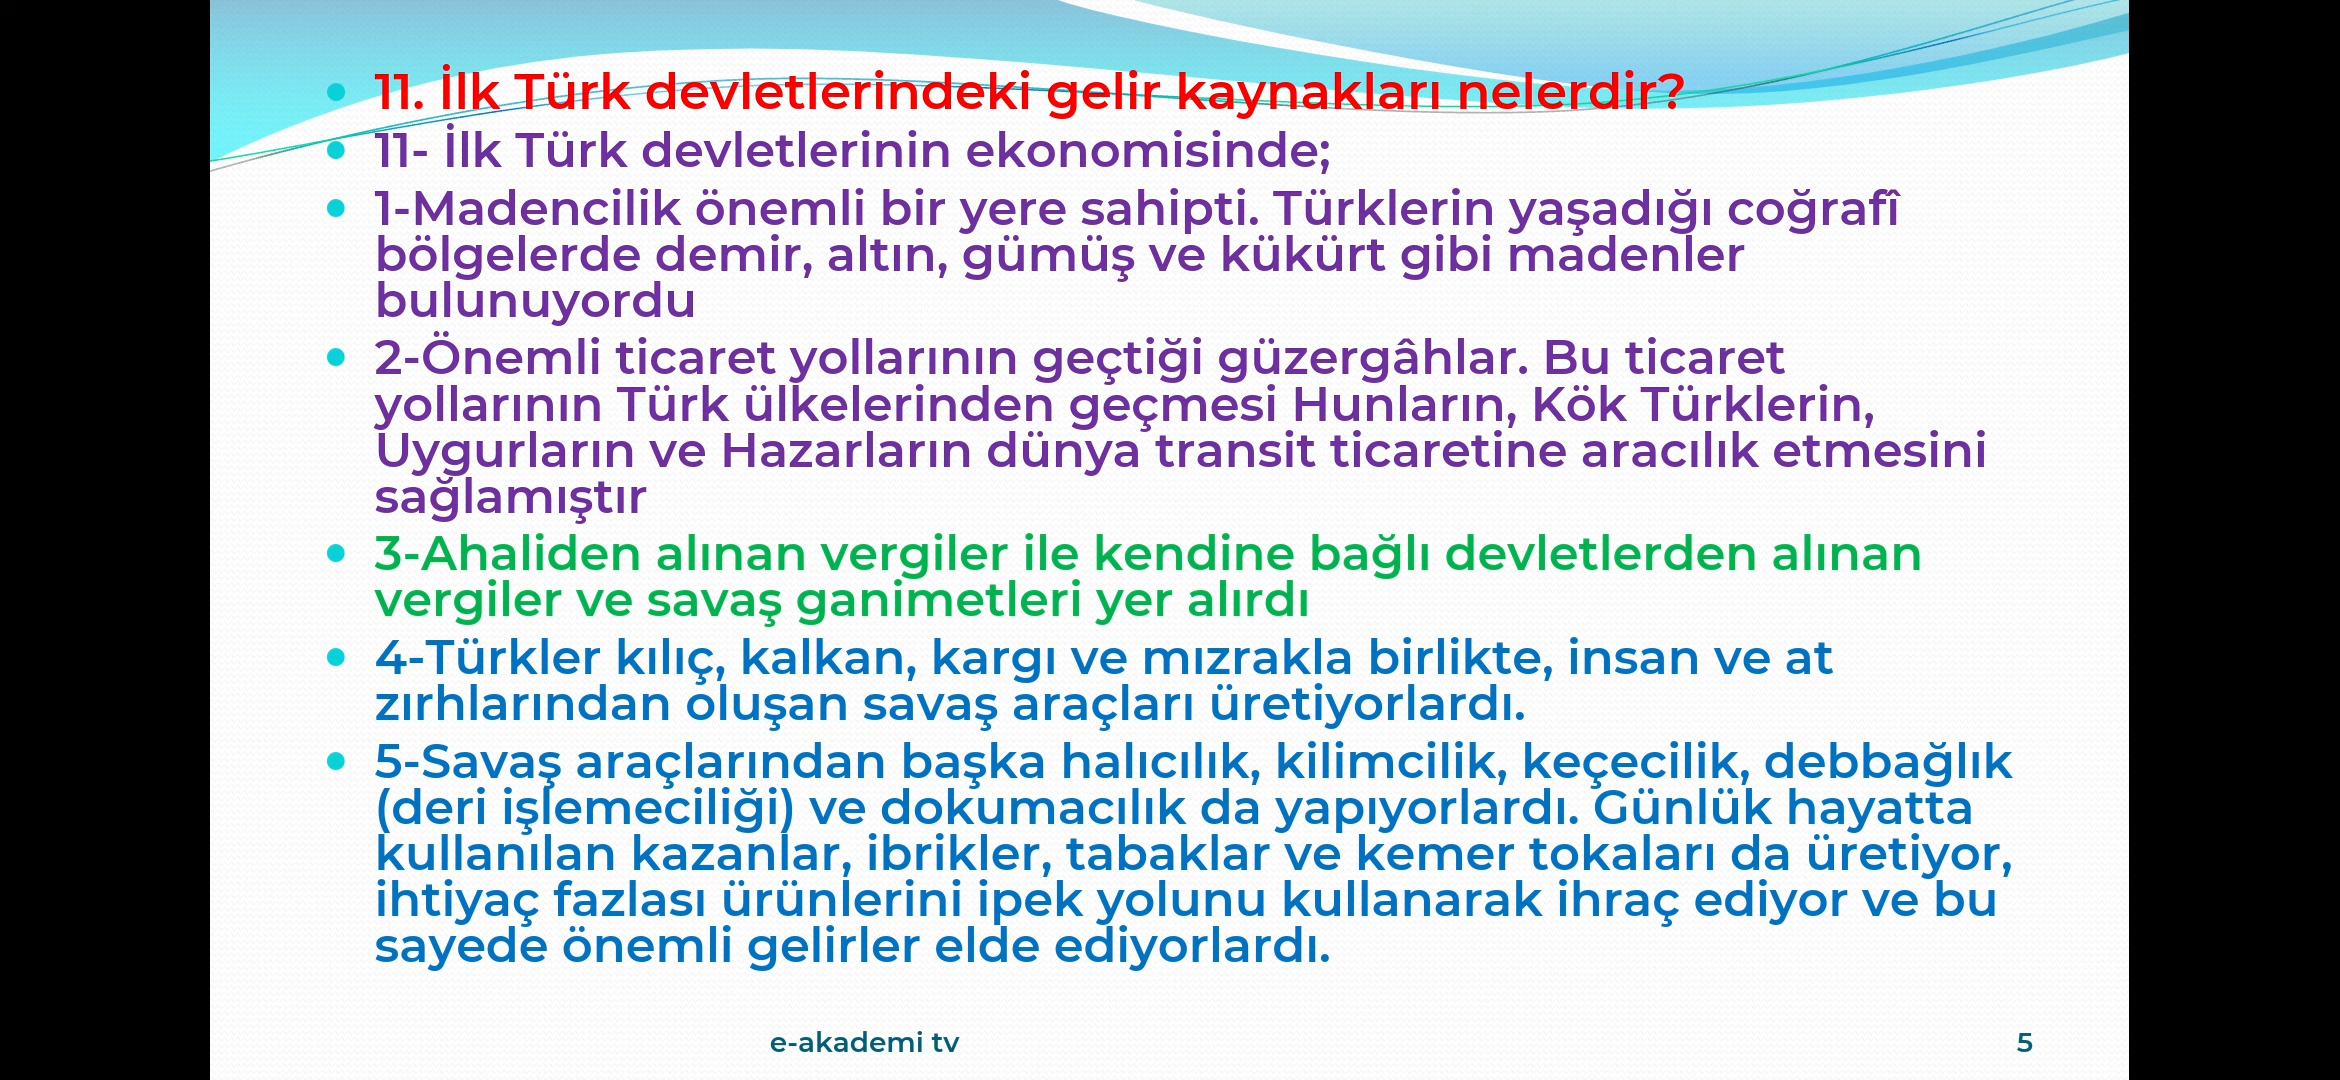 11. İlk Türk devletlerindeki gelir kaynakları nelerdir?
11- İlk Türk devletlerinin ekonomisinde;
1-Madencilik önemli bir yere sahipti. Türklerin yaşadığı coğrafî
bölgelerde demir, altın, gümüş ve kükürt gibi madenler
bulunuyordu
2-Önemli ticaret yollarının geçtiği güzergâhlar. Bu ticaret
yollarının Türk ülkelerinden geçmesi Hunların, Kök Türklerin,
Uygurların ve Hazarların dünya transit ticaretine aracılık etmesini
sağlamıştır
3-Ahaliden alınan vergiler ile kendine bağlı devletlerden alınan
vergiler ve savaş ganimetleri yer alırdı
4-Türkler kılıç, kalkan, kargı ve mızrakla birlikte, insan ve at
zırhlarından oluşan savaş araçları üretiyorlardı.
5-Savaş araçlarından başka halıcılık, kilimcilik, keçecilik, debbağlık
(deri işlemeciliği) ve dokumacılık da yapıyorlardı. Günlük hayatta
kullanılan kazanlar, ibrikler, tabaklar ve kemer tokaları da üretiyor,
ihtiyaç fazlası ürünlerini ipek yolunu kullanarak ihraç ediyor ve bu
sayede önemli gelirler elde ediyorlardı.
e-akademi tv
5